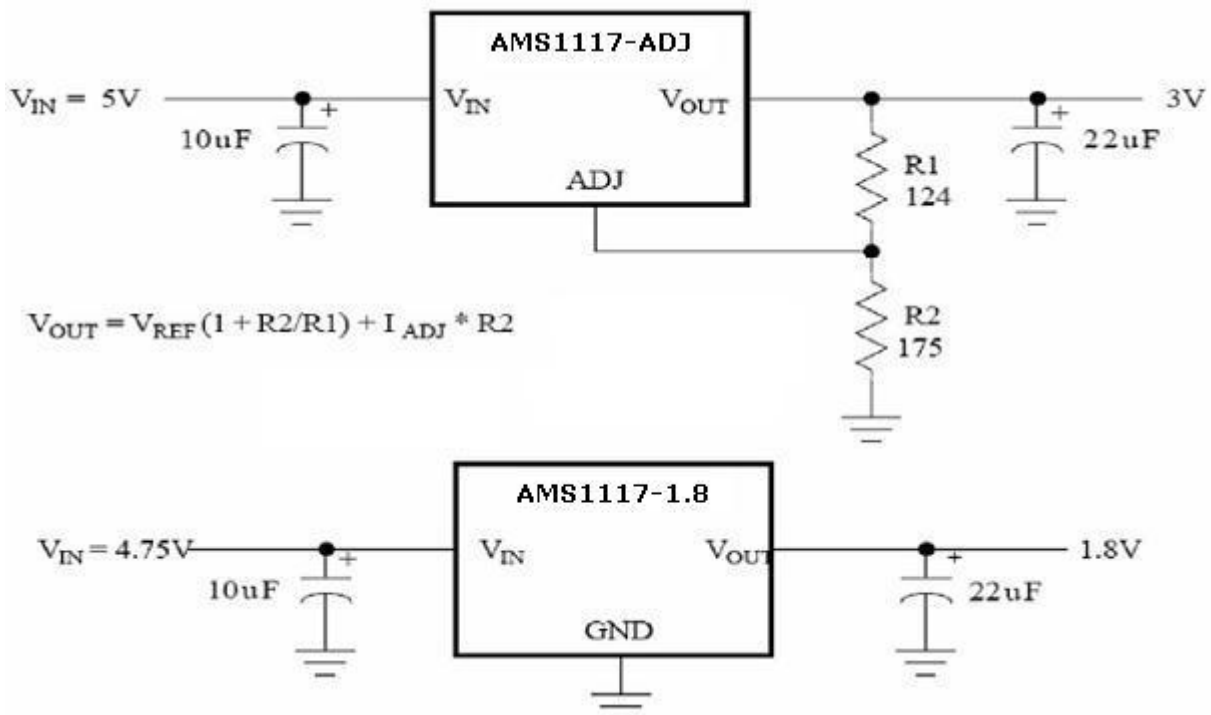 AMS1117-ADJ
V_IN = 5V
V_IN
V_OUT
3V
+
10uF
+
22uF
ADJ
R1
124
V_OUT = V_REF (1 + R2/R1) + I_ADJ * R2
R2
175
AMS1117-1.8
V_IN = 4.75V
V_IN
V_OUT
1.8V
+
10uF
+
22uF
GND